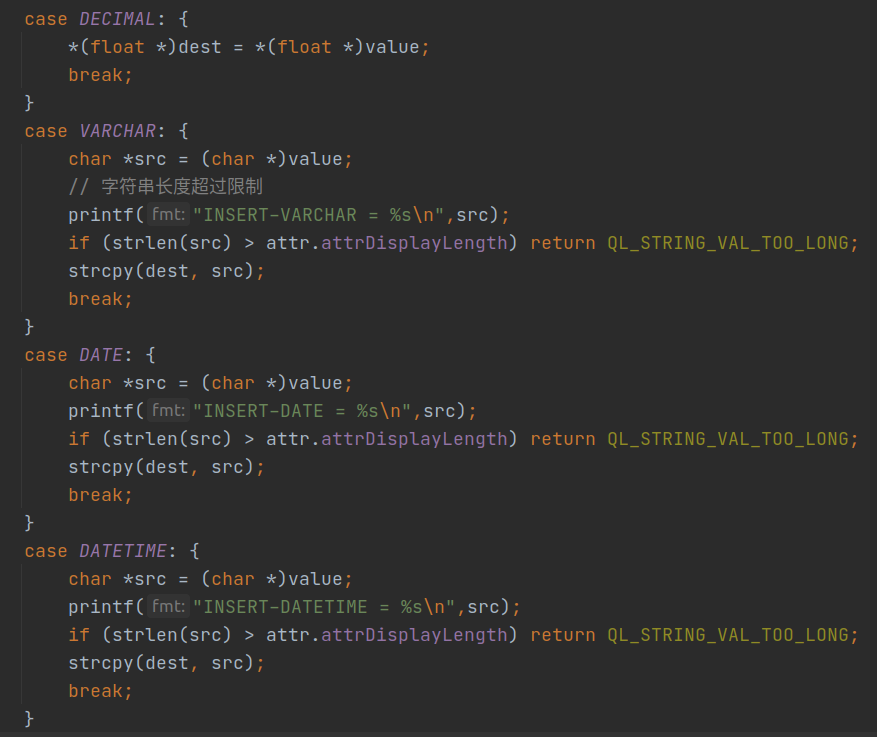 case DECIMAL: {
    *(float *)dest = *(float *)value;
    break;
}
case VARCHAR: {
    char *src = (char *)value;
    // 字符串长度超过限制
    printf( fmt: "INSERT-VARCHAR = %s\n",src);
    if (strlen(src) > attr.attrDisplayLength) return QL_STRING_VAL_TOO_LONG;
    strcpy(dest, src);
    break;
}
case DATE: {
    char *src = (char *)value;
    printf( fmt: "INSERT-DATE = %s\n",src);
    if (strlen(src) > attr.attrDisplayLength) return QL_STRING_VAL_TOO_LONG;
    strcpy(dest, src);
    break;
}
case DATETIME: {
    char *src = (char *)value;
    printf( fmt: "INSERT-DATETIME = %s\n",src);
    if (strlen(src) > attr.attrDisplayLength) return QL_STRING_VAL_TOO_LONG;
    strcpy(dest, src);
    break;
}